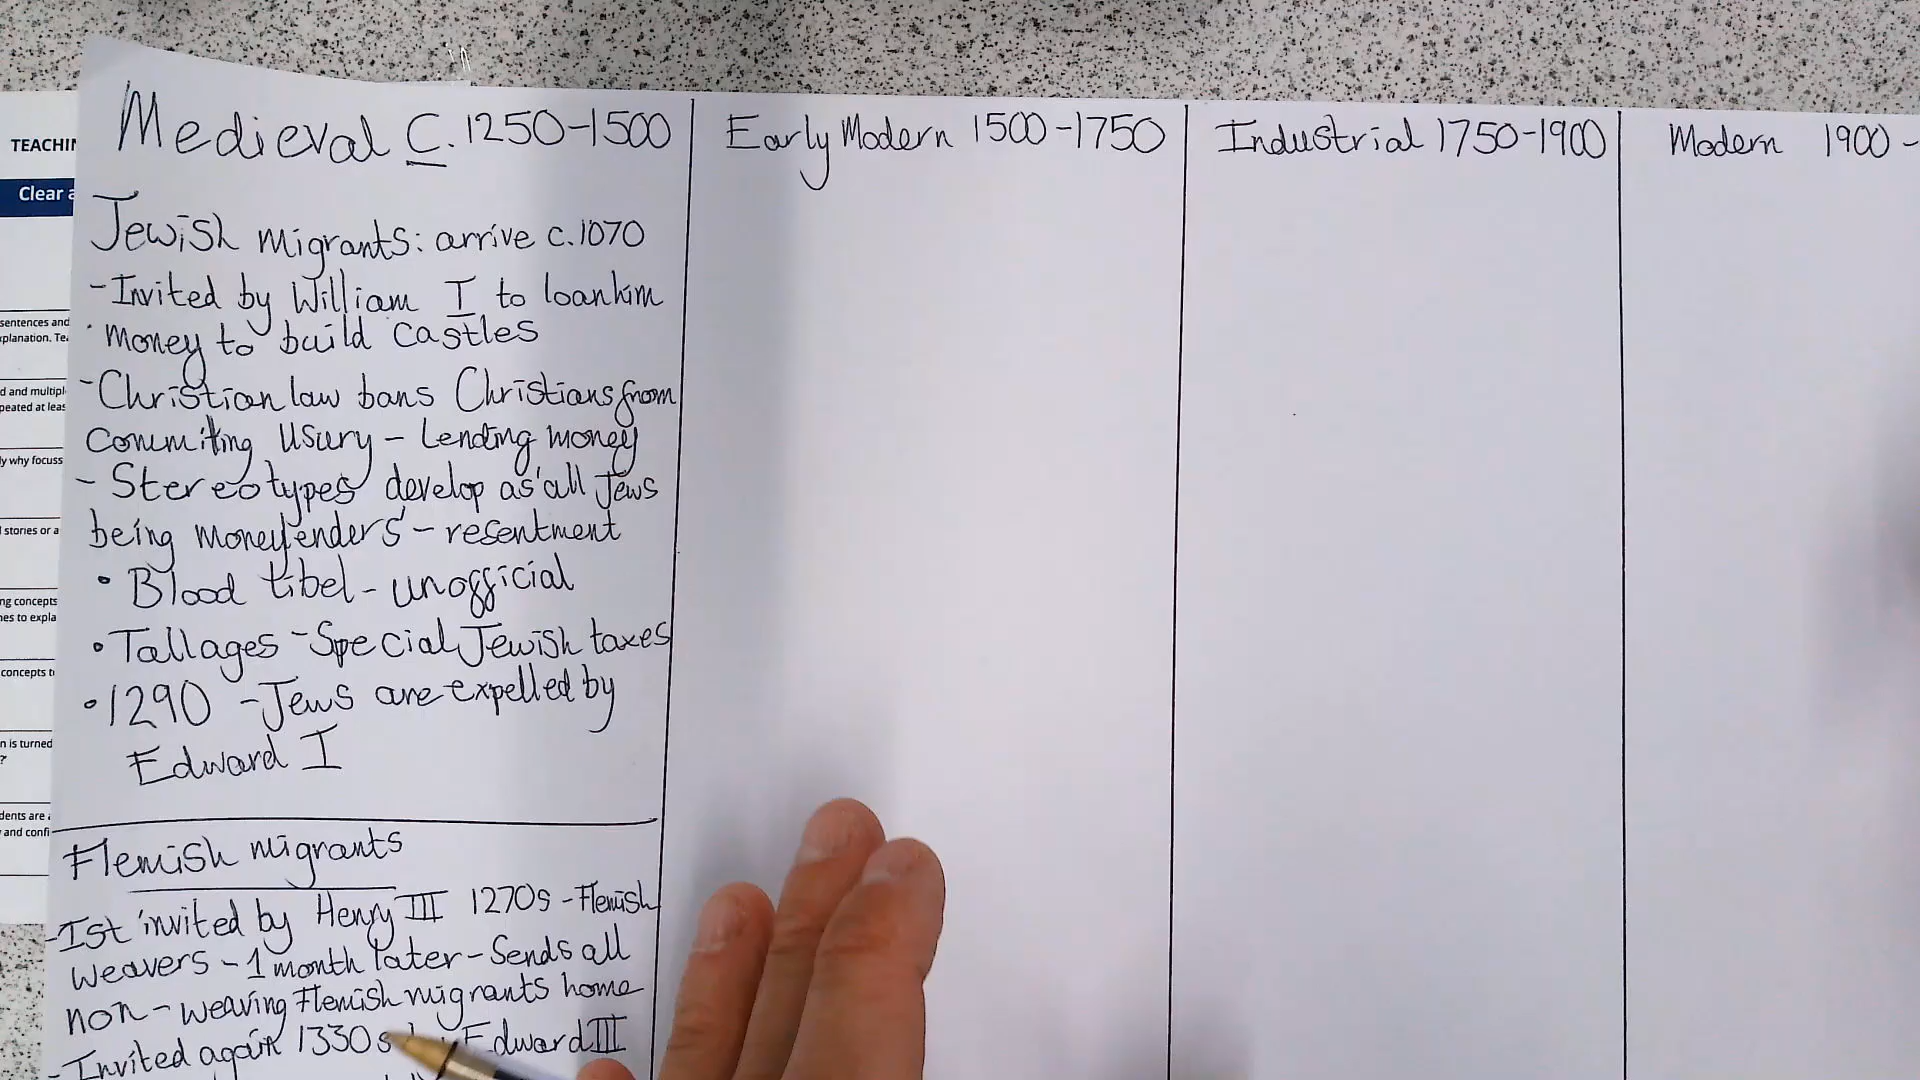 TEACHI
Clear a
sentences and
planation. Te
d and multipl
peated at leas
ly why focuss
l stories or a
ng concepts
nes to expla
concepts t
n is turned
?'
dents are
and confi
Medieval C. 1250-1500
Jewish migrants: arrive c.1070
-Invited by William I to loan him
money to build castles
-Christian law bans Christians from
Commiting Usury - Lending money
- Stereotypes develop as 'all Jews
being moneylenders' - resentment
• Blood libel - unofficial
• Tallages - Special Jewish taxes
• 1290 - Jews are expelled by
Edward I
Flemish migrants
-1st invited by Henry III 1270s - Flemish
weavers - 1 month later - Sends all
non - weaving Flemish migrants home
- Invited again 1330s Edward III
Early Modern 1500-1750
Industrial 1750-1900
Modern 1900 -